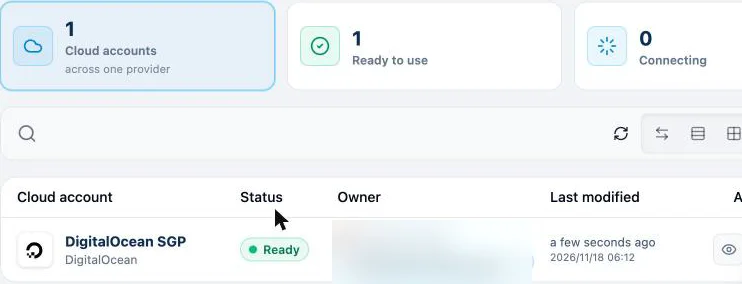 1
Cloud accounts
across one provider
1
Ready to use
0
Connecting
Cloud account Status Owner Last modified A
DigitalOcean SGP
DigitalOcean
Ready
a few seconds ago
2026/11/18 06:12